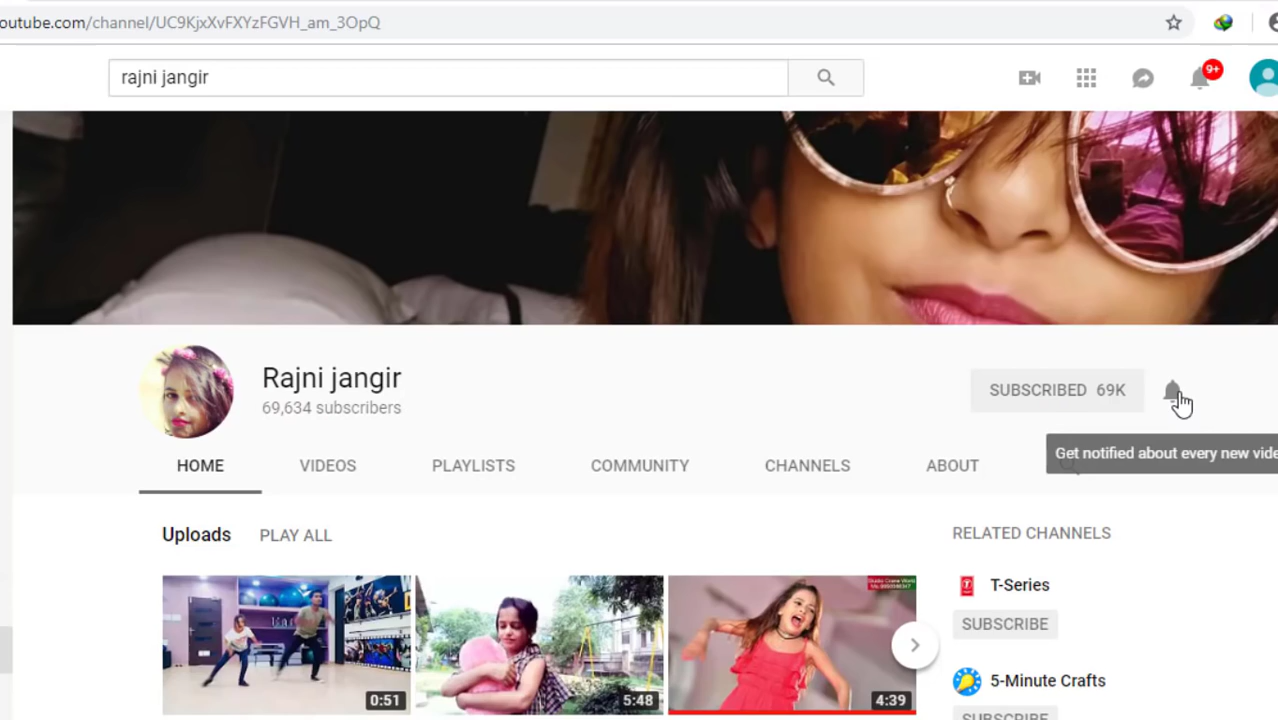 outube.com/channel/UC9KjxXvFXYzFGVH_am_3OpQ
rajni jangir
9+
Rajni jangir
69,634 subscribers
SUBSCRIBED 69K
Get notified about every new vide
HOME VIDEOS PLAYLISTS COMMUNITY CHANNELS ABOUT
Uploads PLAY ALL
RELATED CHANNELS
T-Series
SUBSCRIBE
5-Minute Crafts
SUBSCRIBE
0:51
5:48
4:39